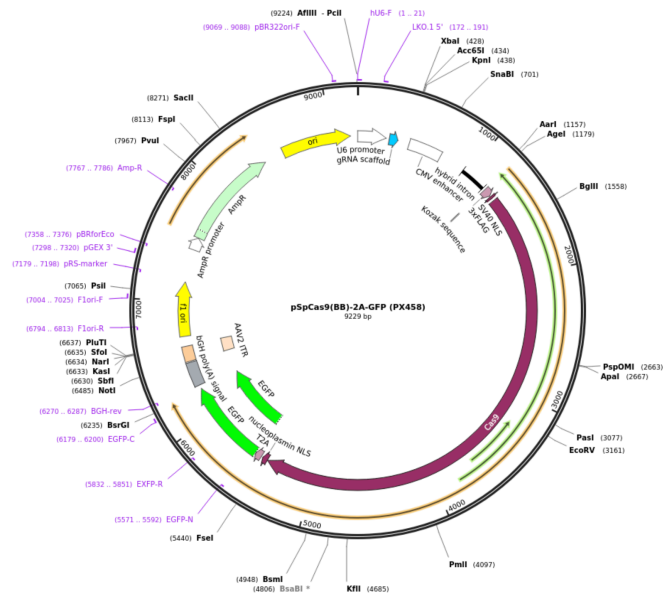 (9224) AflIII - PciI
hU6-F (1 .. 21)
(9069 .. 9088) pBR322ori-F
LKO.1 5' (172 .. 191)
XbaI (428)
Acc65I (434)
KpnI (438)
SnaBI (701)
AarI (1157)
AgeI (1179)
BglII (1558)
PspOMI (2663)
ApaI (2667)
PasI (3077)
EcoRV (3161)
PmlI (4097)
KflI (4685)
(4806) BsaBI *
(4948) BsmI
(5440) FseI
(5571 .. 5592) EGFP-N
(5832 .. 5851) EXFP-R
(6179 .. 6200) EGFP-C
(6235) BsrGI
(6270 .. 6287) BGH-rev
(6485) NotI
(6630) SbfI
(6633) KasI
(6634) NarI
(6635) SfoI
(6637) PluTI
(6794 .. 6813) F1ori-R
(7004 .. 7025) F1ori-F
(7065) PsiI
(7179 .. 7198) pRS-marker
(7298 .. 7320) pGEX 3'
(7358 .. 7376) pBRforEco
(7767 .. 7786) Amp-R
(7967) PvuI
(8113) FspI
(8271) SacII
1000
2000
3000
4000
5000
6000
7000
8000
9000
ori
U6 promoter
gRNA scaffold
CMV enhancer
hybrid intron
Kozak sequence
3xFLAG
SV40 NLS
Cas9
nucleoplasmin NLS
T2A
EGFP
EGFP
AAV2 ITR
bGH poly(A) signal
f1 ori
AmpR promoter
AmpR
pSpCas9(BB)-2A-GFP (PX458)
9229 bp